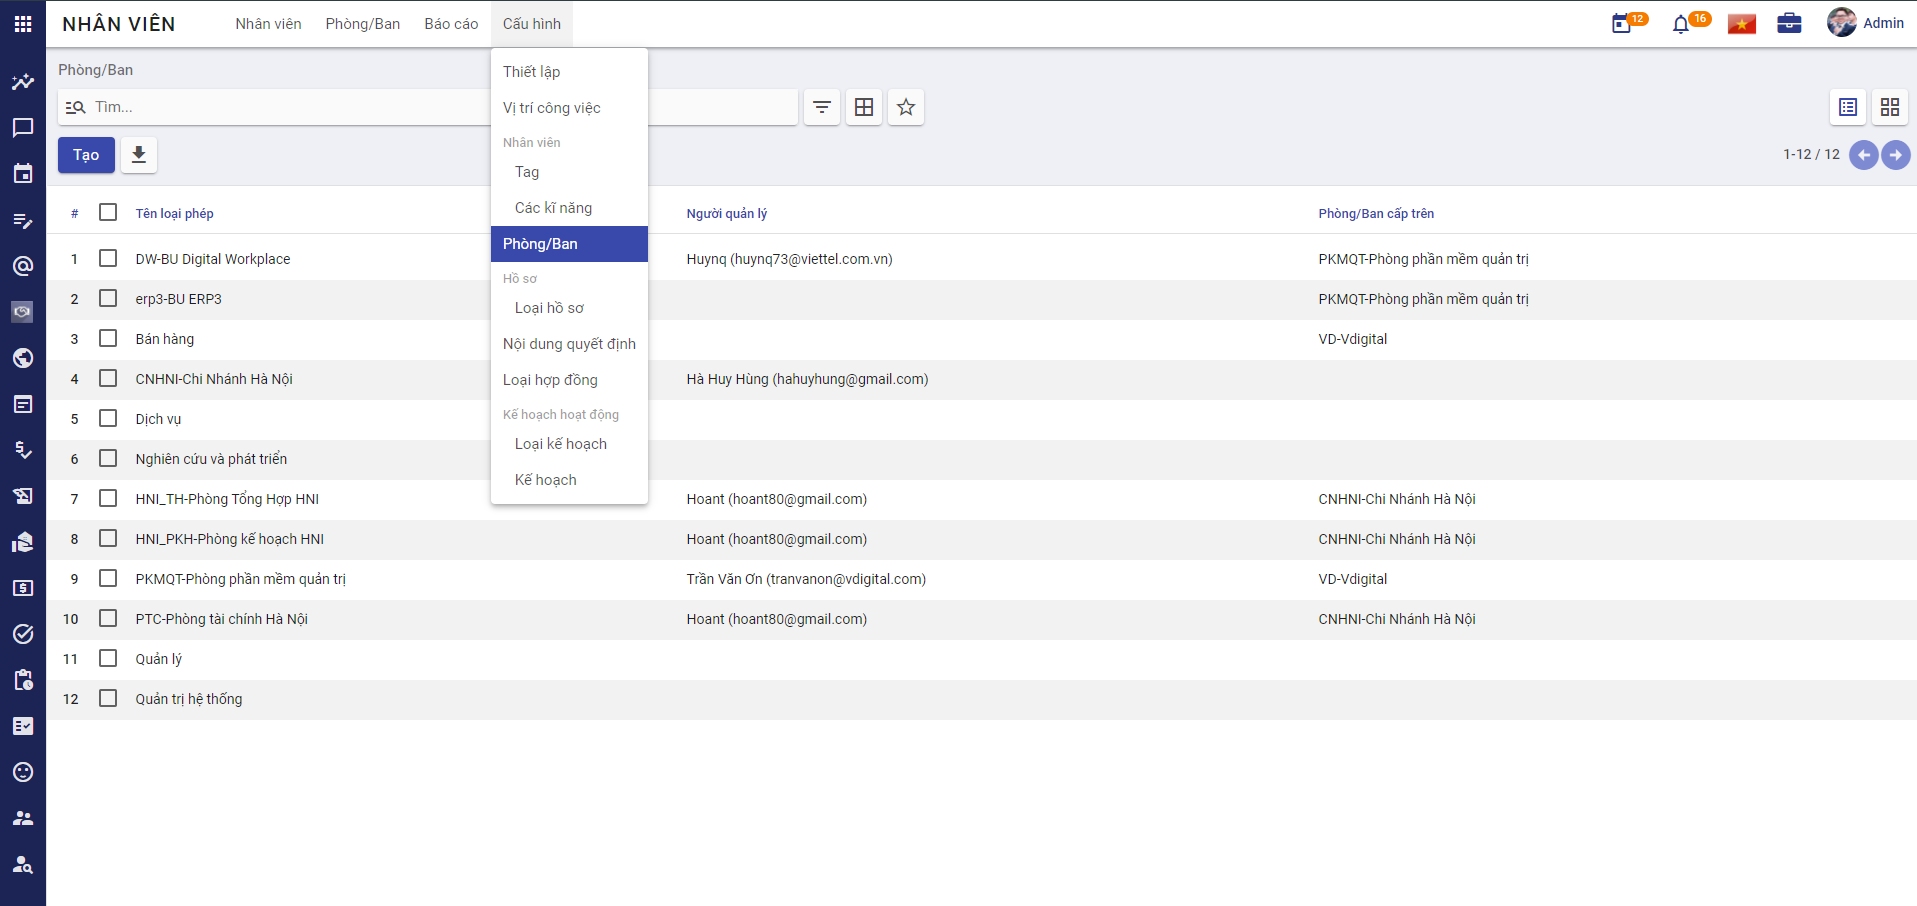 NHÂN VIÊN
Nhân viên
Phòng/Ban
Báo cáo
Cấu hình
12
16
Admin
Phòng/Ban
Tìm...
Tạo
1-12 / 12
Thiết lập
Vị trí công việc
Nhân viên
Tag
Các kĩ năng
Phòng/Ban
Hồ sơ
Loại hồ sơ
Nội dung quyết định
Loại hợp đồng
Kế hoạch hoạt động
Loại kế hoạch
Kế hoạch
# Tên loại phép Người quản lý Phòng/Ban cấp trên
1 DW-BU Digital Workplace Huynq (huynq73@viettel.com.vn) PKMQT-Phòng phần mềm quản trị
2 erp3-BU ERP3 PKMQT-Phòng phần mềm quản trị
3 Bán hàng VD-Vdigital
4 CNHNI-Chi Nhánh Hà Nội Hà Huy Hùng (hahuyhung@gmail.com)
5 Dịch vụ
6 Nghiên cứu và phát triển
7 HNI_TH-Phòng Tổng Hợp HNI Hoant (hoant80@gmail.com) CNHNI-Chi Nhánh Hà Nội
8 HNI_PKH-Phòng kế hoạch HNI Hoant (hoant80@gmail.com) CNHNI-Chi Nhánh Hà Nội
9 PKMQT-Phòng phần mềm quản trị Trần Văn Ơn (tranvanon@vdigital.com) VD-Vdigital
10 PTC-Phòng tài chính Hà Nội Hoant (hoant80@gmail.com) CNHNI-Chi Nhánh Hà Nội
11 Quản lý
12 Quản trị hệ thống